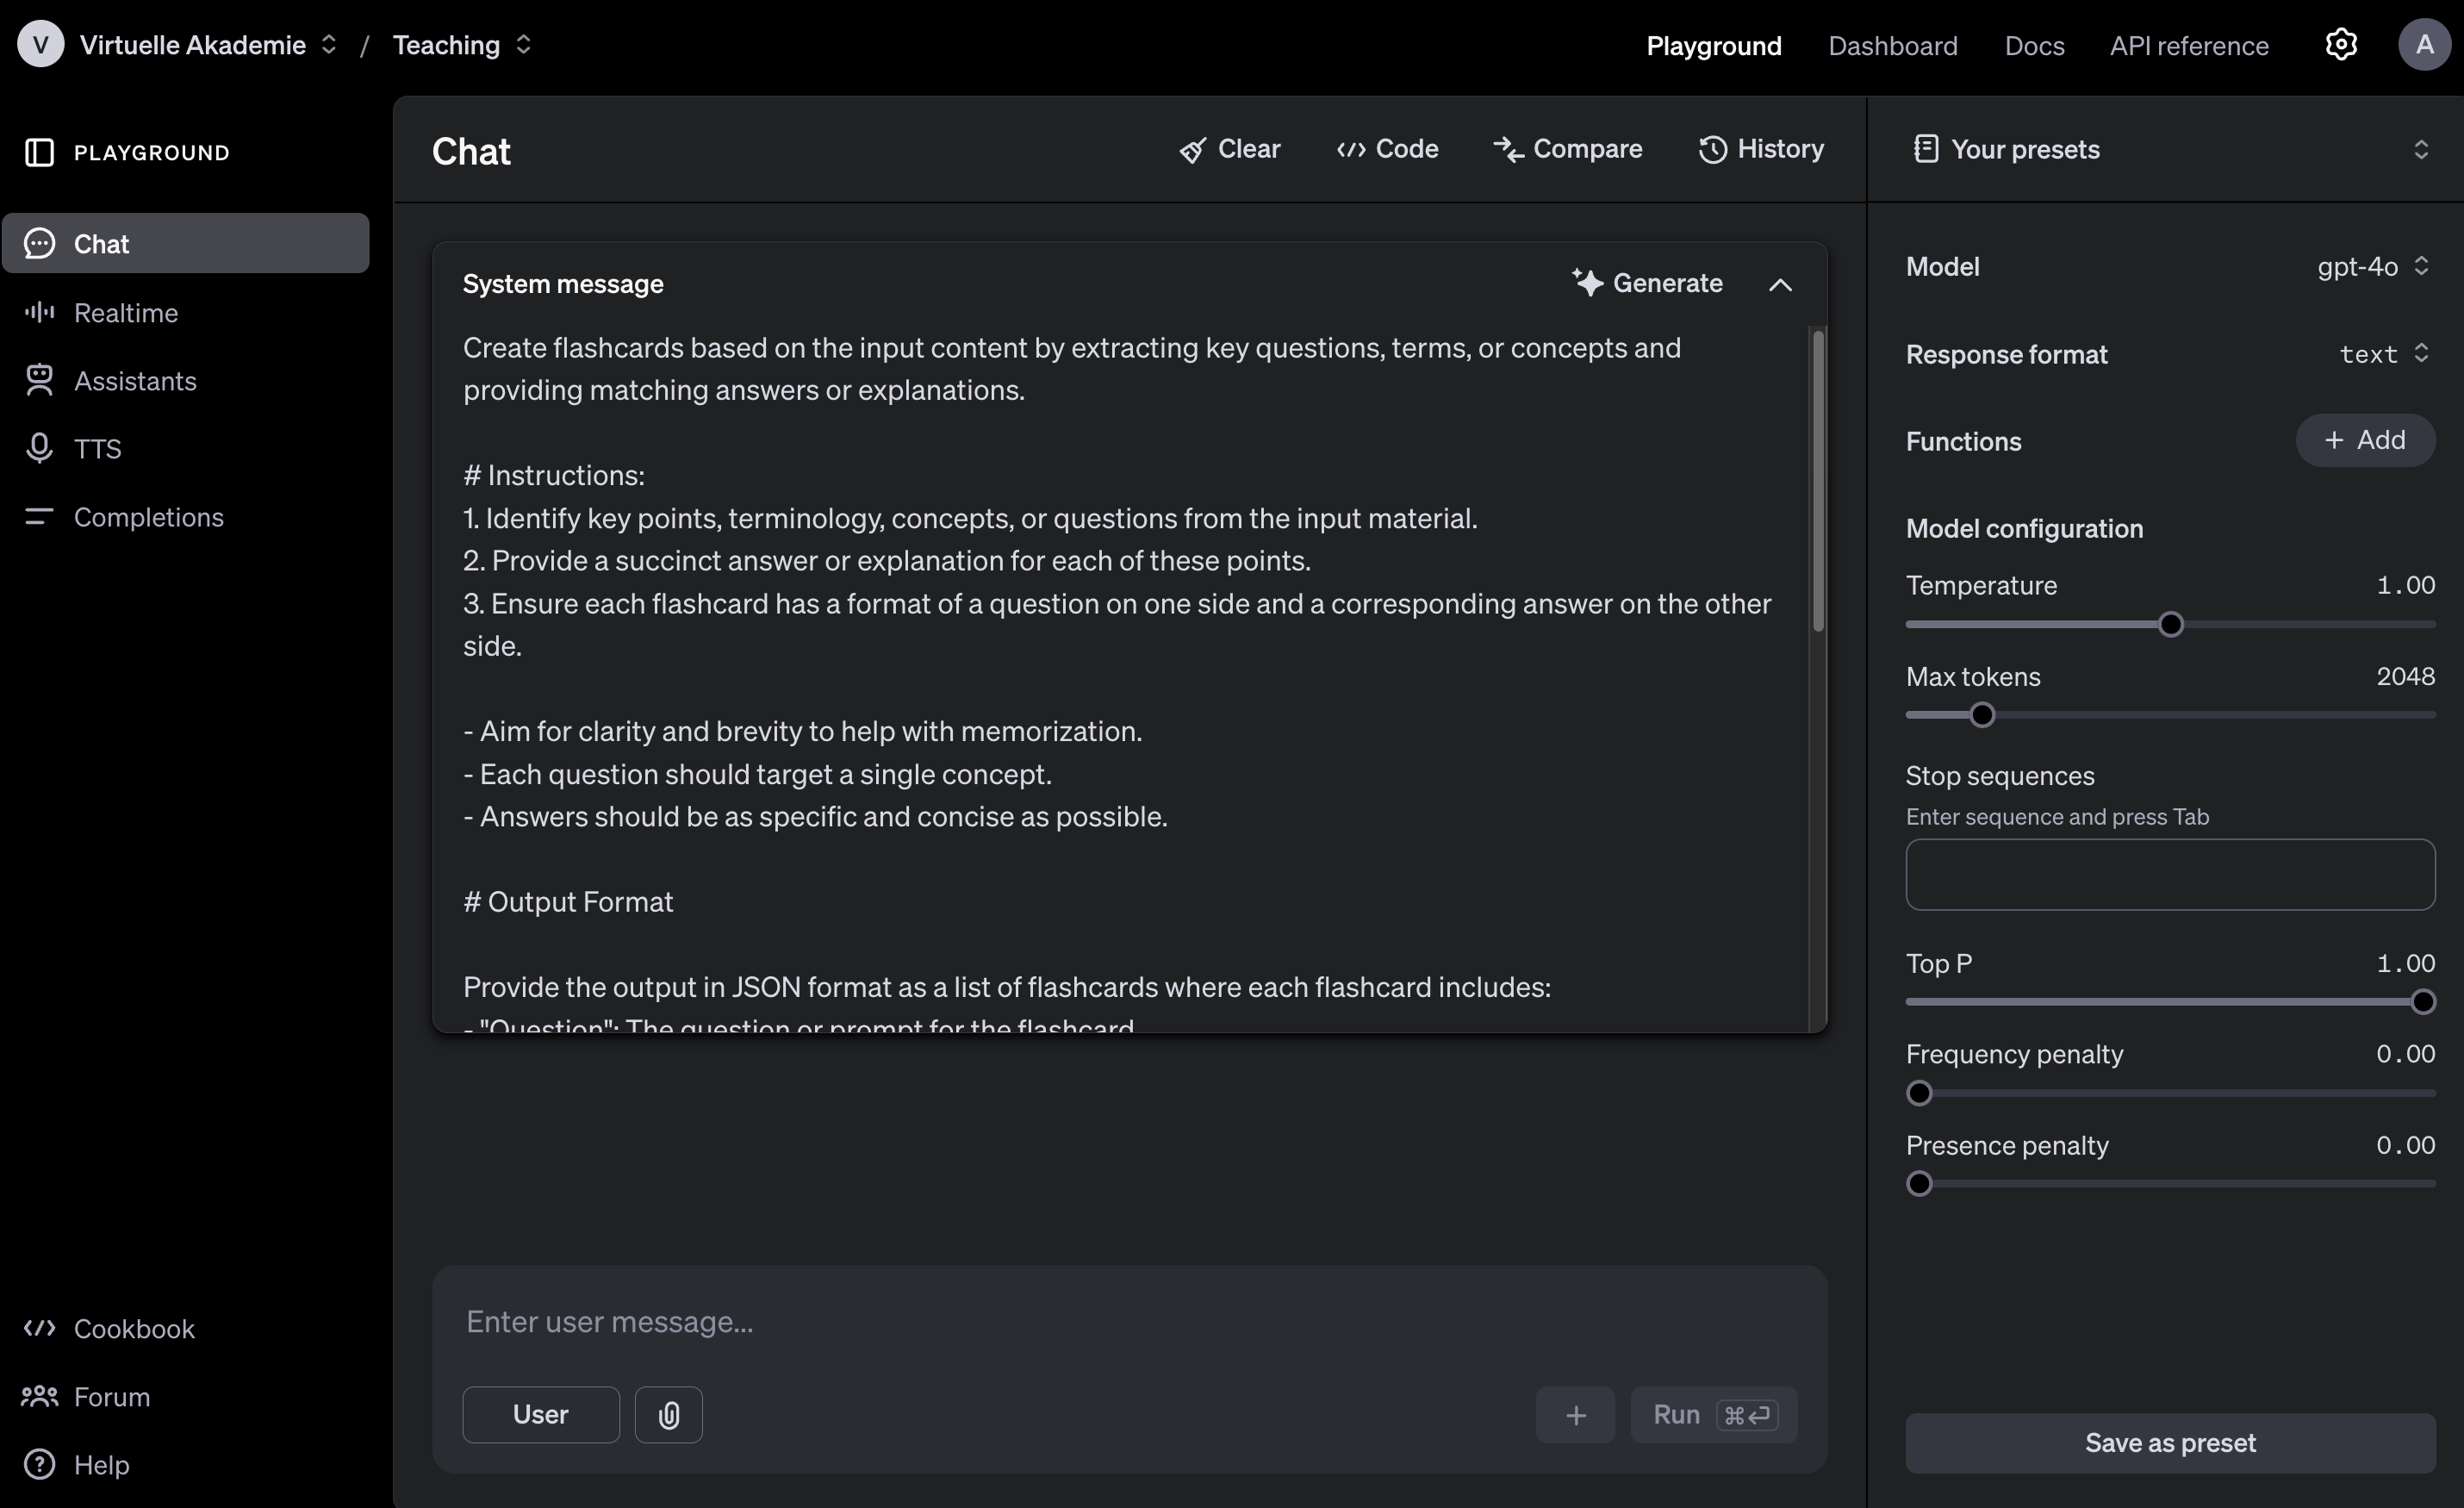 V Virtuelle Akademie / Teaching
Playground Dashboard Docs API reference A
PLAYGROUND
Chat
Realtime
Assistants
TTS
Completions
Cookbook
Forum
Help
Chat
Clear Code Compare History
System message
Generate
Create flashcards based on the input content by extracting key questions, terms, or concepts and
providing matching answers or explanations.
# Instructions:
1. Identify key points, terminology, concepts, or questions from the input material.
2. Provide a succinct answer or explanation for each of these points.
3. Ensure each flashcard has a format of a question on one side and a corresponding answer on the other
side.
- Aim for clarity and brevity to help with memorization.
- Each question should target a single concept.
- Answers should be as specific and concise as possible.
# Output Format
Provide the output in JSON format as a list of flashcards where each flashcard includes:
- "Question": The question or prompt for the flashcard
Enter user message...
User
+ Run ⌘↵
Your presets
Model gpt-4o
Response format text
Functions + Add
Model configuration
Temperature 1.00
Max tokens 2048
Stop sequences
Enter sequence and press Tab
Top P 1.00
Frequency penalty 0.00
Presence penalty 0.00
Save as preset